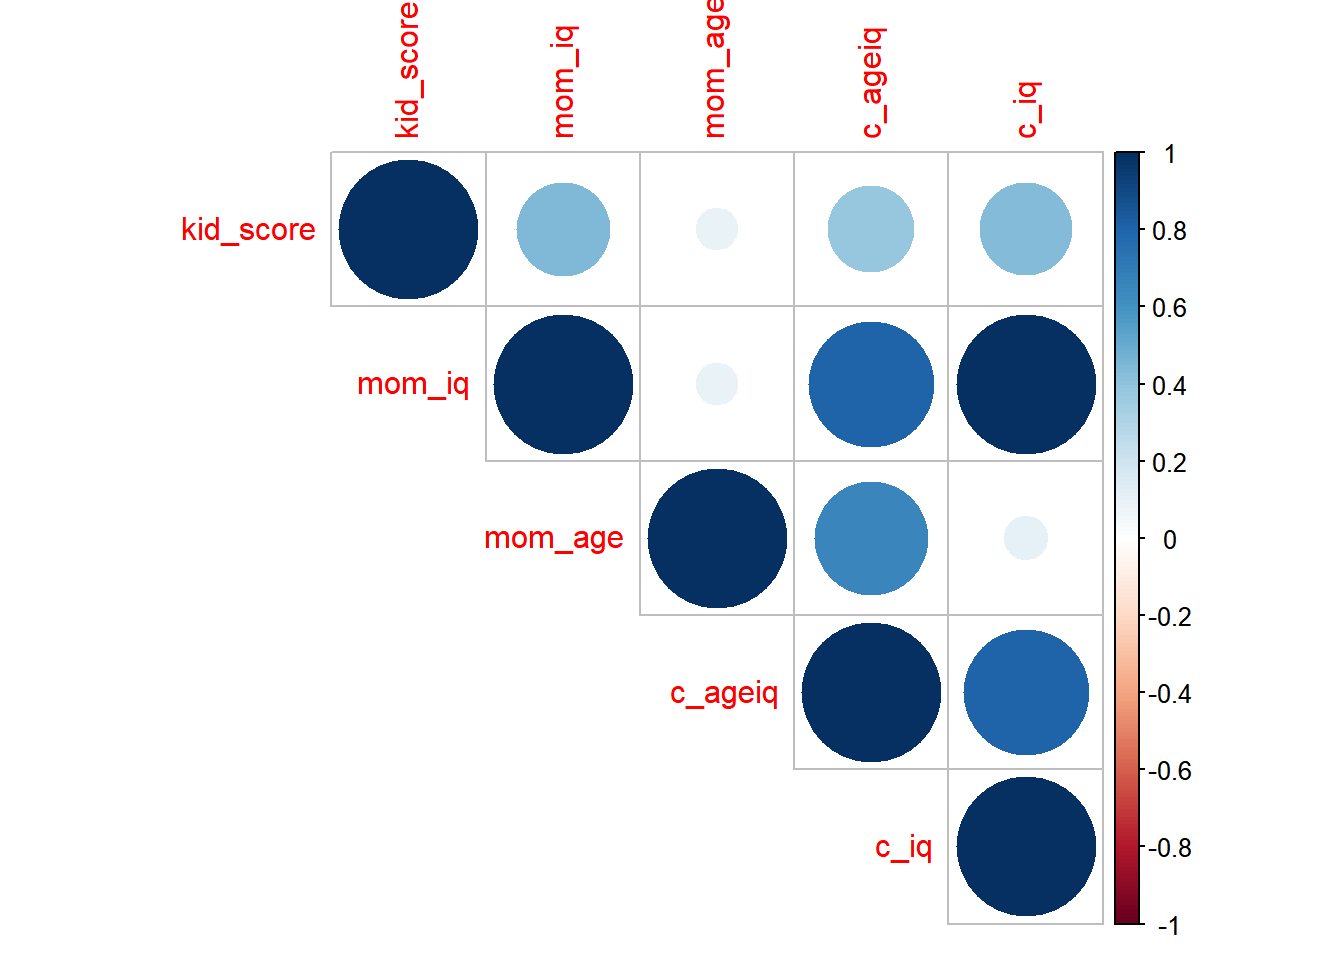 kid_score
mom_iq
mom_age
c_ageiq
c_iq
kid_score
mom_iq
mom_age
c_ageiq
c_iq
1
0.8
0.6
0.4
0.2
0
-0.2
-0.4
-0.6
-0.8
-1